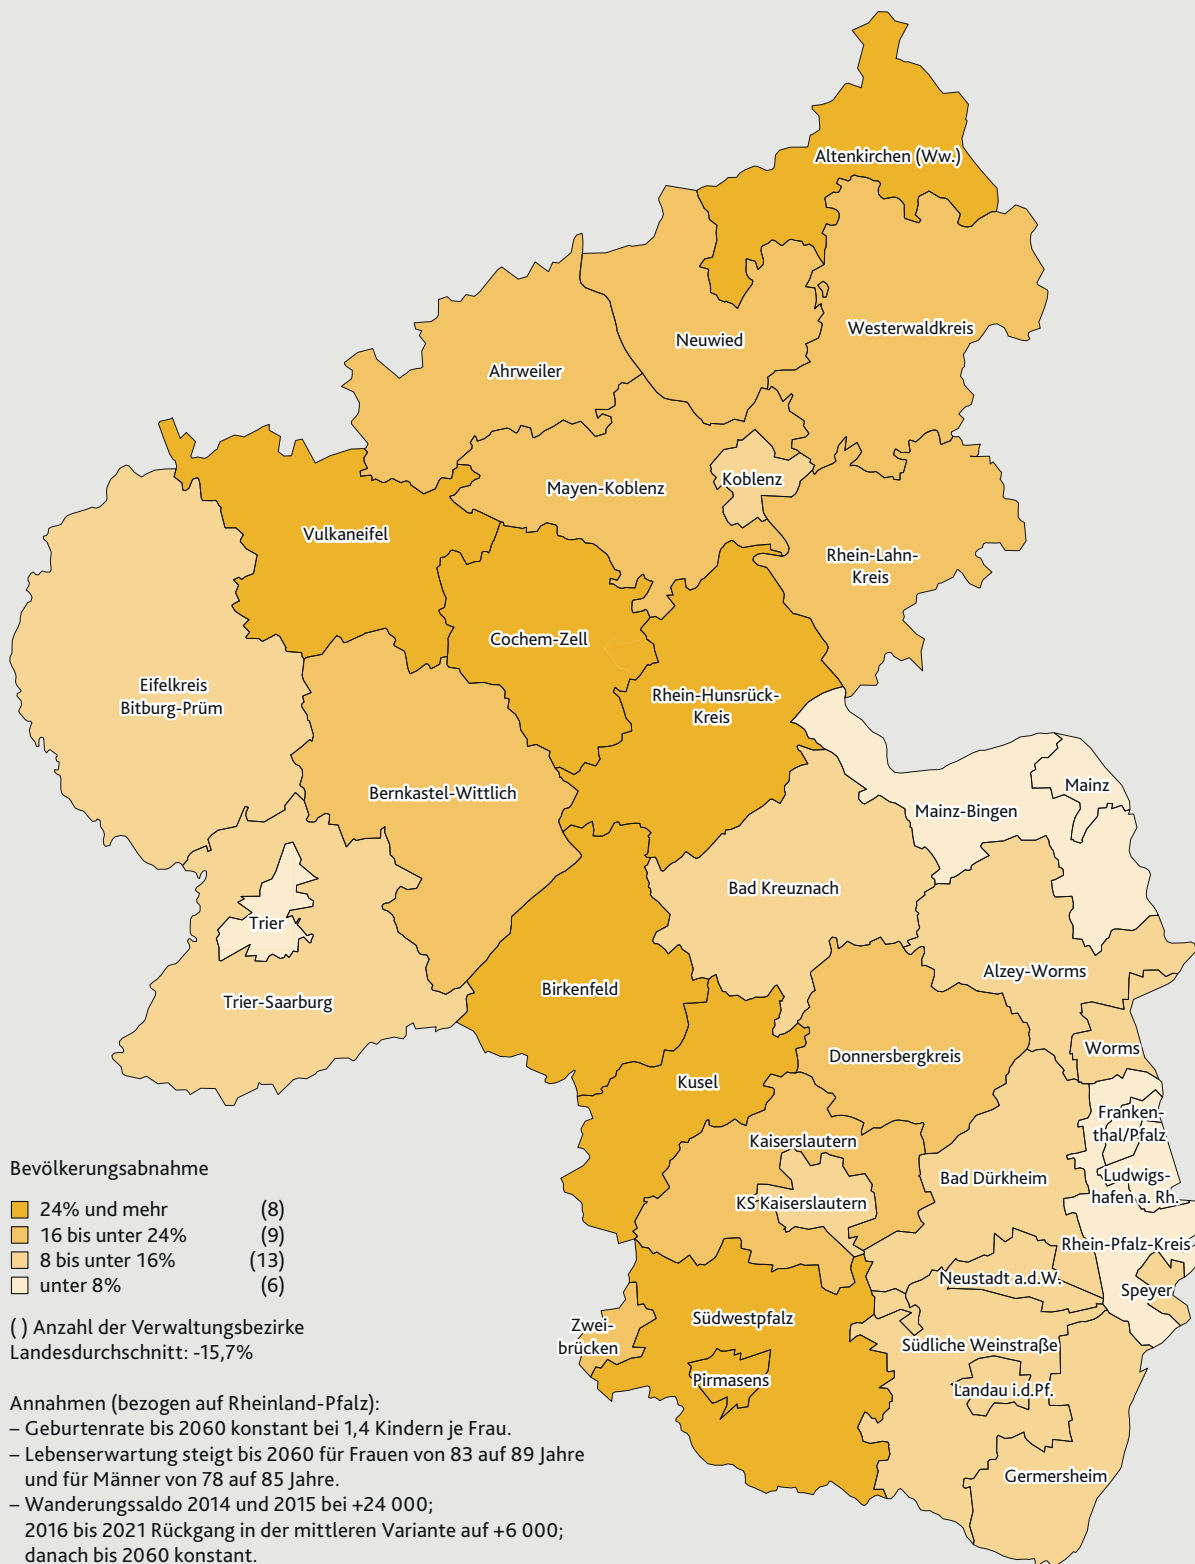 Altenkirchen (Ww.)
Westerwaldkreis
Neuwied
Ahrweiler
Koblenz
Mayen-Koblenz
Vulkaneifel
Rhein-Lahn-
Kreis
Cochem-Zell
Eifelkreis
Bitburg-Prüm
Rhein-Hunsrück-
Kreis
Mainz
Bernkastel-Wittlich
Mainz-Bingen
Bad Kreuznach
Trier
Alzey-Worms
Birkenfeld
Trier-Saarburg
Worms
Donnersbergkreis
Kusel
Franken-
thal/Pfalz
Kaiserslautern
Ludwigs-
hafen a. Rh.
Bad Dürkheim
KS Kaiserslautern
Rhein-Pfalz-Kreis
Neustadt a.d.W.
Speyer
Südwestpfalz
Zwei-
brücken
Südliche Weinstraße
Pirmasens
Landau i.d.Pf.
Germersheim
Bevölkerungsabnahme
24% und mehr (8)
16 bis unter 24% (9)
8 bis unter 16% (13)
unter 8% (6)
( ) Anzahl der Verwaltungsbezirke
Landesdurchschnitt: -15,7%
Annahmen (bezogen auf Rheinland-Pfalz):
– Geburtenrate bis 2060 konstant bei 1,4 Kindern je Frau.
– Lebenserwartung steigt bis 2060 für Frauen von 83 auf 89 Jahre
und für Männer von 78 auf 85 Jahre.
– Wanderungssaldo 2014 und 2015 bei +24 000;
2016 bis 2021 Rückgang in der mittleren Variante auf +6 000;
danach bis 2060 konstant.